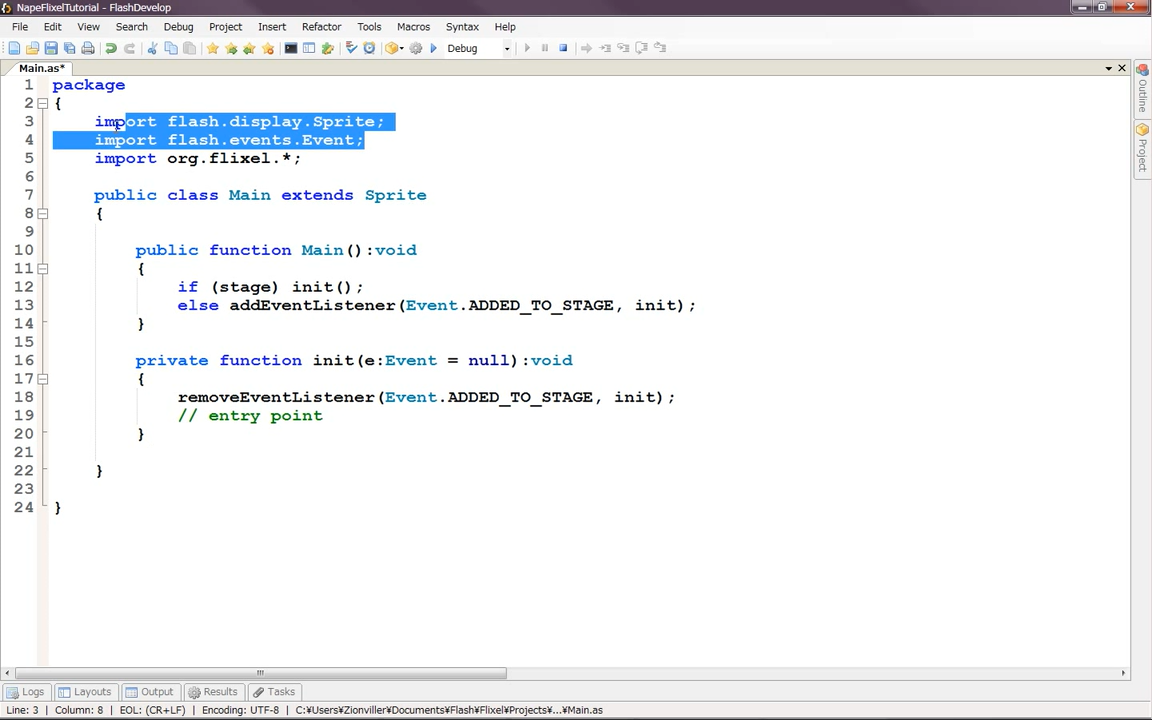 NapeFlixelTutorial - FlashDevelop
File Edit View Search Debug Project Insert Refactor Tools Macros Syntax Help
Debug
Main.as*
1 package
2 {
3 import flash.display.Sprite;
4 import flash.events.Event;
5 import org.flixel.*;
6
7 public class Main extends Sprite
8 {
9
10 public function Main():void
11 {
12 if (stage) init();
13 else addEventListener(Event.ADDED_TO_STAGE, init);
14 }
15
16 private function init(e:Event = null):void
17 {
18 removeEventListener(Event.ADDED_TO_STAGE, init);
19 // entry point
20 }
21
22 }
23
24 }
Outline
Project
Logs Layouts Output Results Tasks
Line: 3 Column: 8 EOL: (CR+LF) Encoding: UTF-8 C:¥Users¥Zionviller¥Documents¥Flash¥Flixel¥Projects¥...¥Main.as